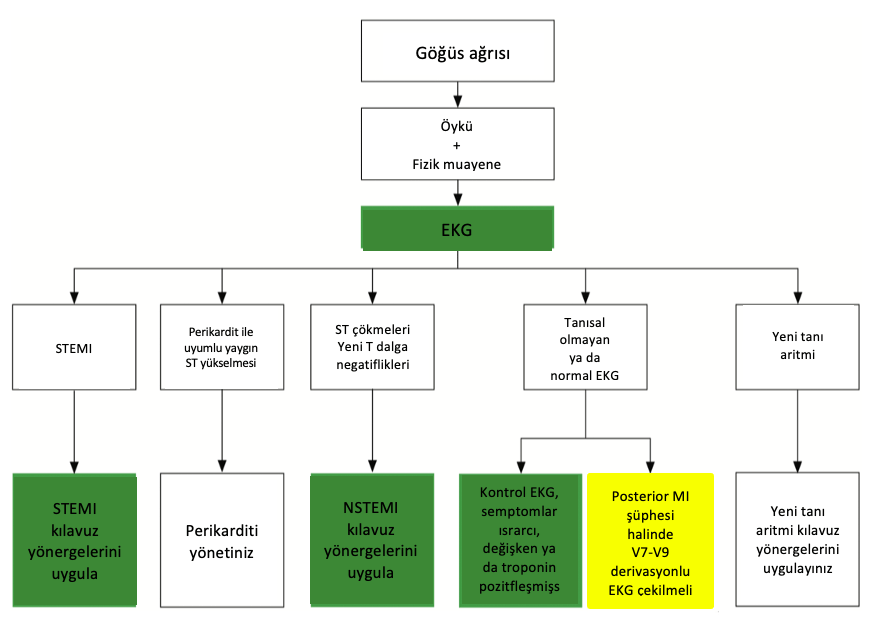 Göğüs ağrısı
Öykü
+
Fizik muayene
EKG
STEMI
Perikardit ile
uyumlu yaygın
ST yükselmesi
ST çökmeleri
Yeni T dalga
negatiflikleri
Tanısal
olmayan
ya da
normal EKG
Yeni tanı
aritmi
STEMI
kılavuz
yönergelerini
uygula
Perikarditi
yönetiniz
NSTEMI
kılavuz
yönergelerini
uygula
Kontrol EKG,
semptomlar
ısrarcı,
değişken ya
da troponin
pozitfleşmişs
Posterior MI
şüphesi
halinde
V7-V9
derivasyonlu
EKG çekilmeli
Yeni tanı
aritmi kılavuz
yönergelerini
uygulayınız